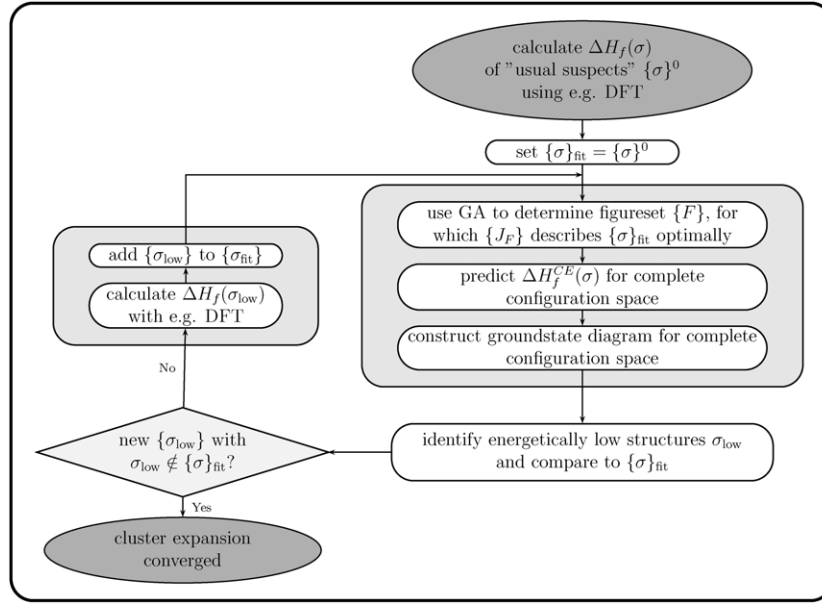 calculate ΔH_f(σ)
of "usual suspects" {σ}^0
using e.g. DFT
set {σ}_fit = {σ}^0
use GA to determine figureset {F}, for
which {J_F} describes {σ}_fit optimally
predict ΔH_f^{CE}(σ) for complete
configuration space
construct groundstate diagram for complete
configuration space
identify energetically low structures σ_low
and compare to {σ}_fit
new {σ_low} with
σ_low ∉ {σ}_fit?
No
calculate ΔH_f(σ_low)
with e.g. DFT
add {σ_low} to {σ_fit}
Yes
cluster expansion
converged